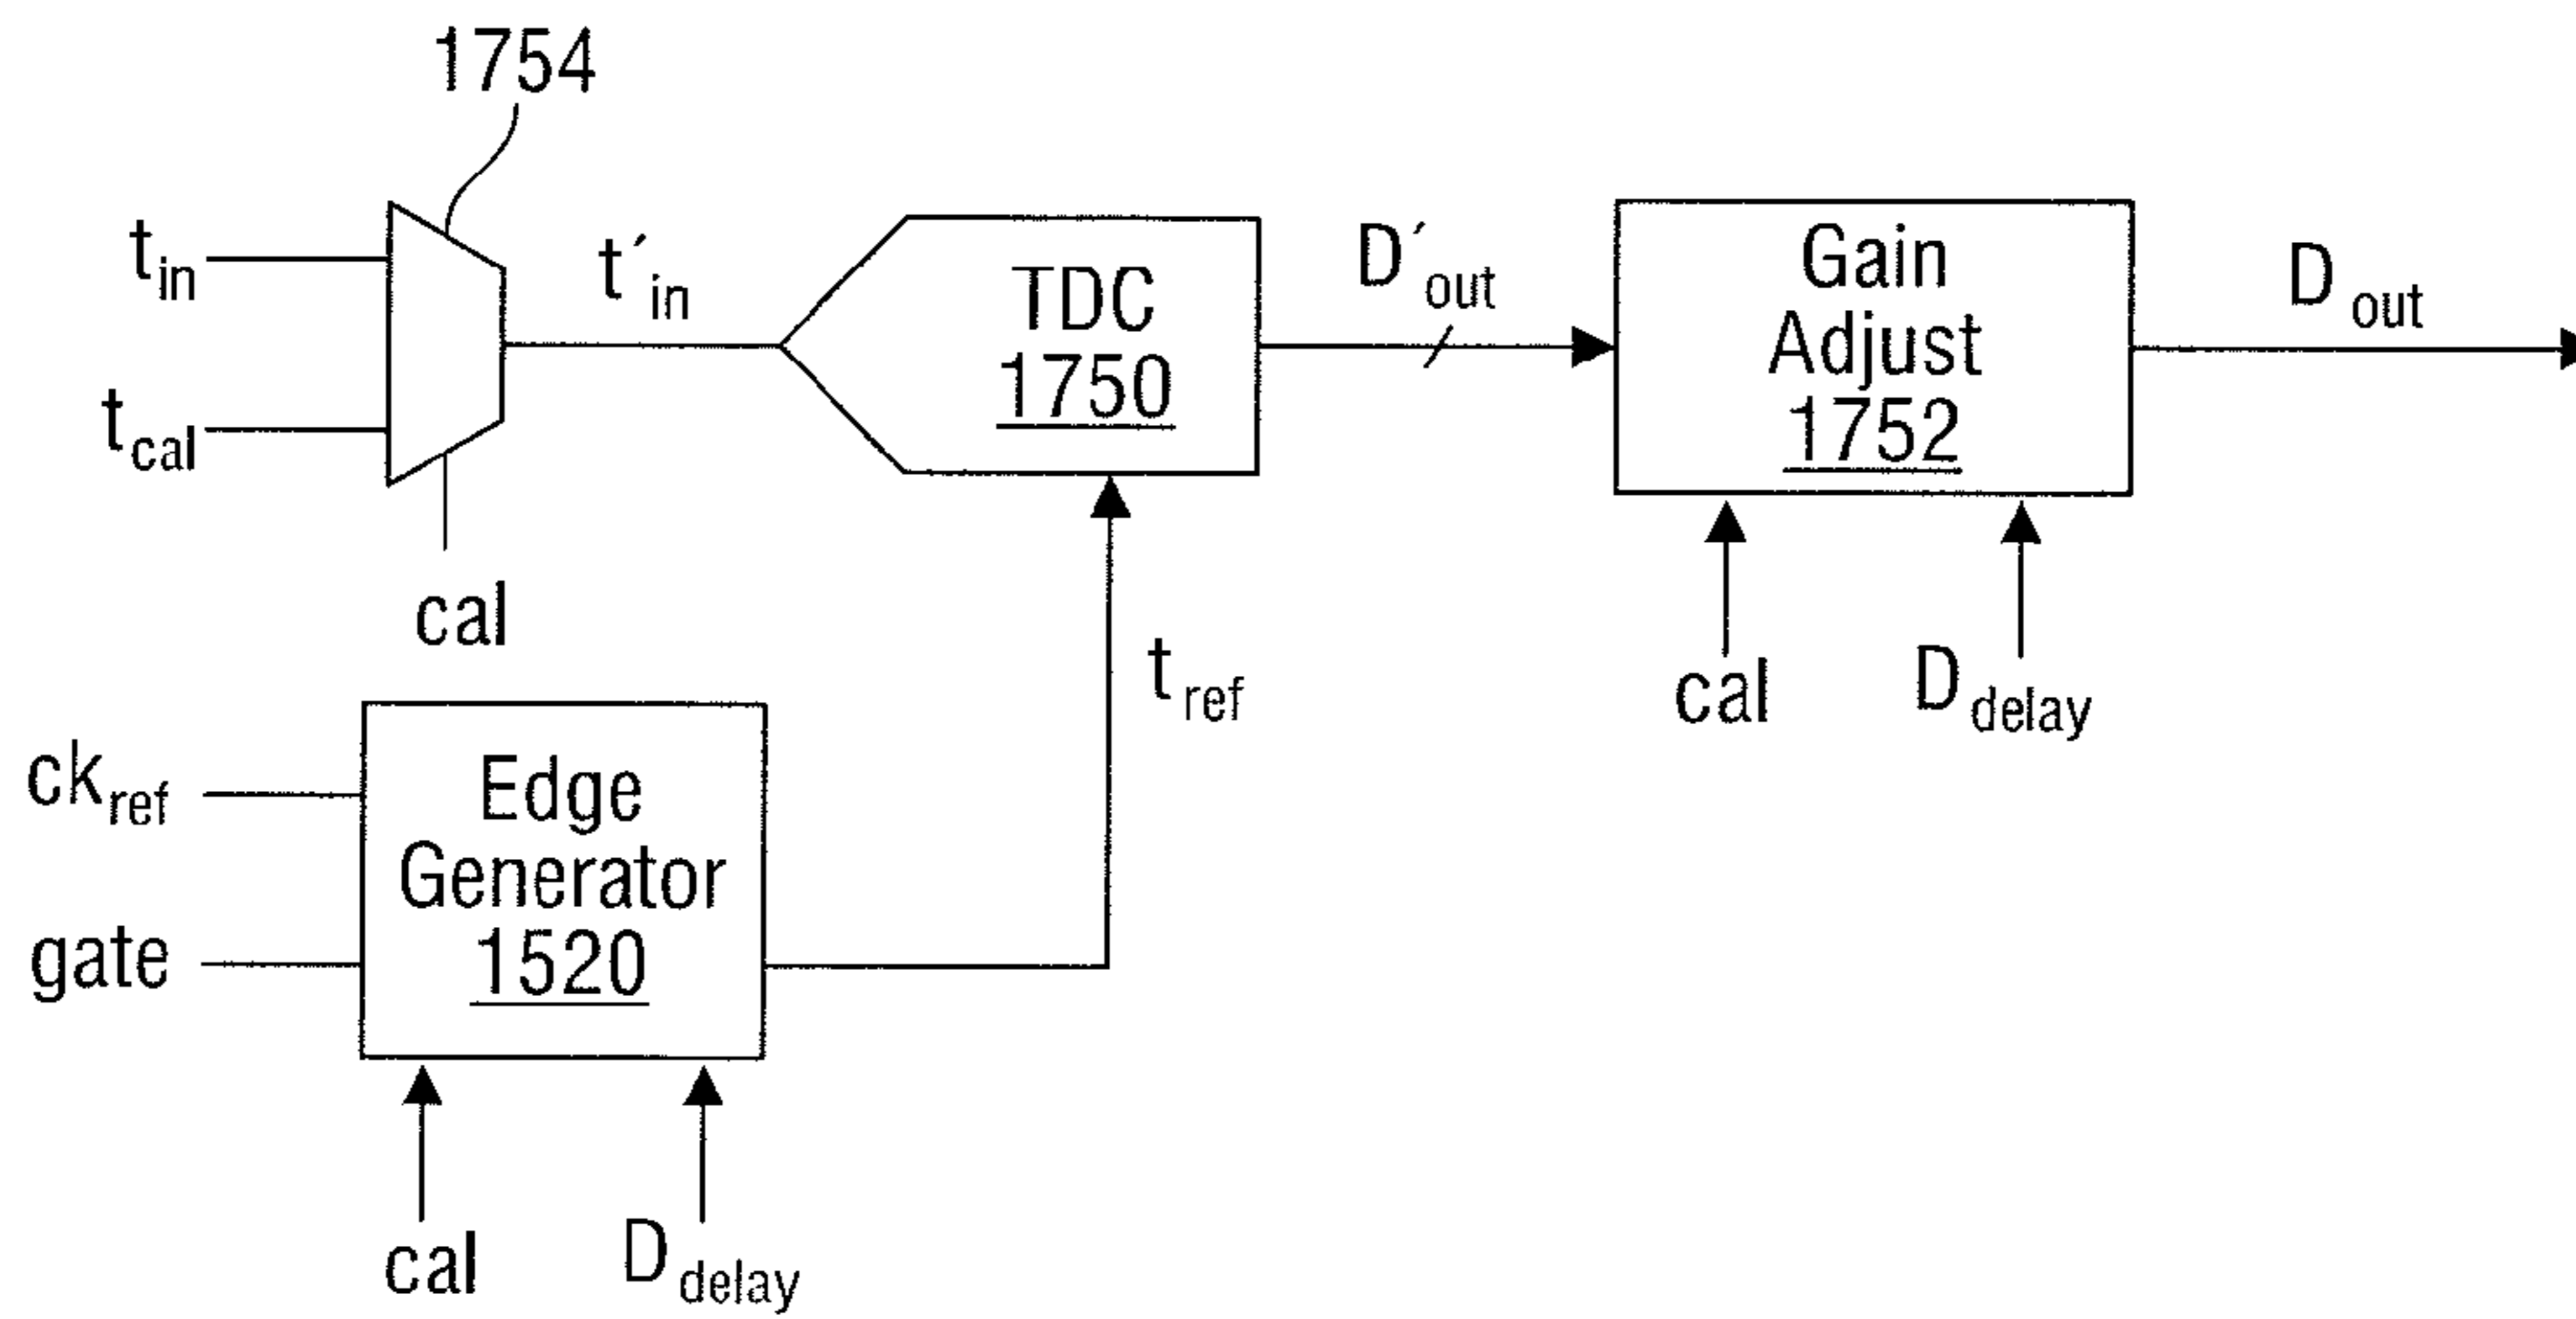 1754
t_in
t_cal
cal
t′_in
TDC
1750
D′_out
Gain
Adjust
1752
D_out
cal
D_delay
t_ref
ck_ref
gate
Edge
Generator
1520
cal
D_delay